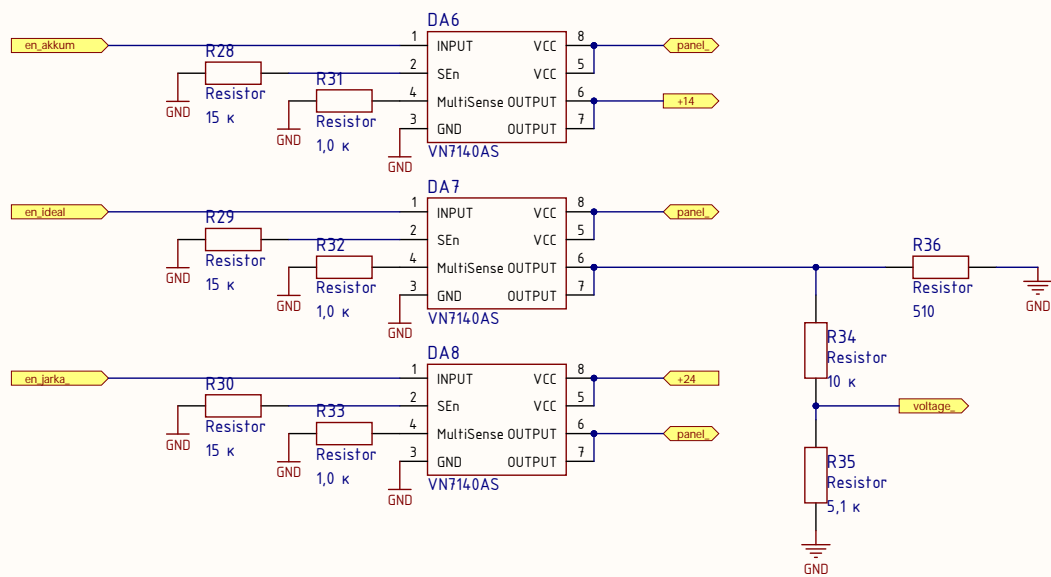 DA6
en_akkum
1
INPUT
VCC
8
panel_
R28
2
SEn
VCC
5
GND
Resistor
15 к
R31
4
MultiSense
OUTPUT
6
+14
GND
Resistor
1,0 к
3
GND
OUTPUT
7
GND
VN7140AS
DA7
en_ideal
1
INPUT
VCC
8
panel_
R29
2
SEn
VCC
5
GND
Resistor
15 к
R32
4
MultiSense
OUTPUT
6
R36
GND
Resistor
1,0 к
3
GND
OUTPUT
7
Resistor
510
GND
GND
VN7140AS
R34
Resistor
10 к
DA8
en_jarka_
1
INPUT
VCC
8
+24
R30
2
SEn
VCC
5
voltage_
GND
Resistor
15 к
R33
4
MultiSense
OUTPUT
6
panel_
GND
Resistor
1,0 к
3
GND
OUTPUT
7
GND
VN7140AS
R35
Resistor
5,1 к
GND